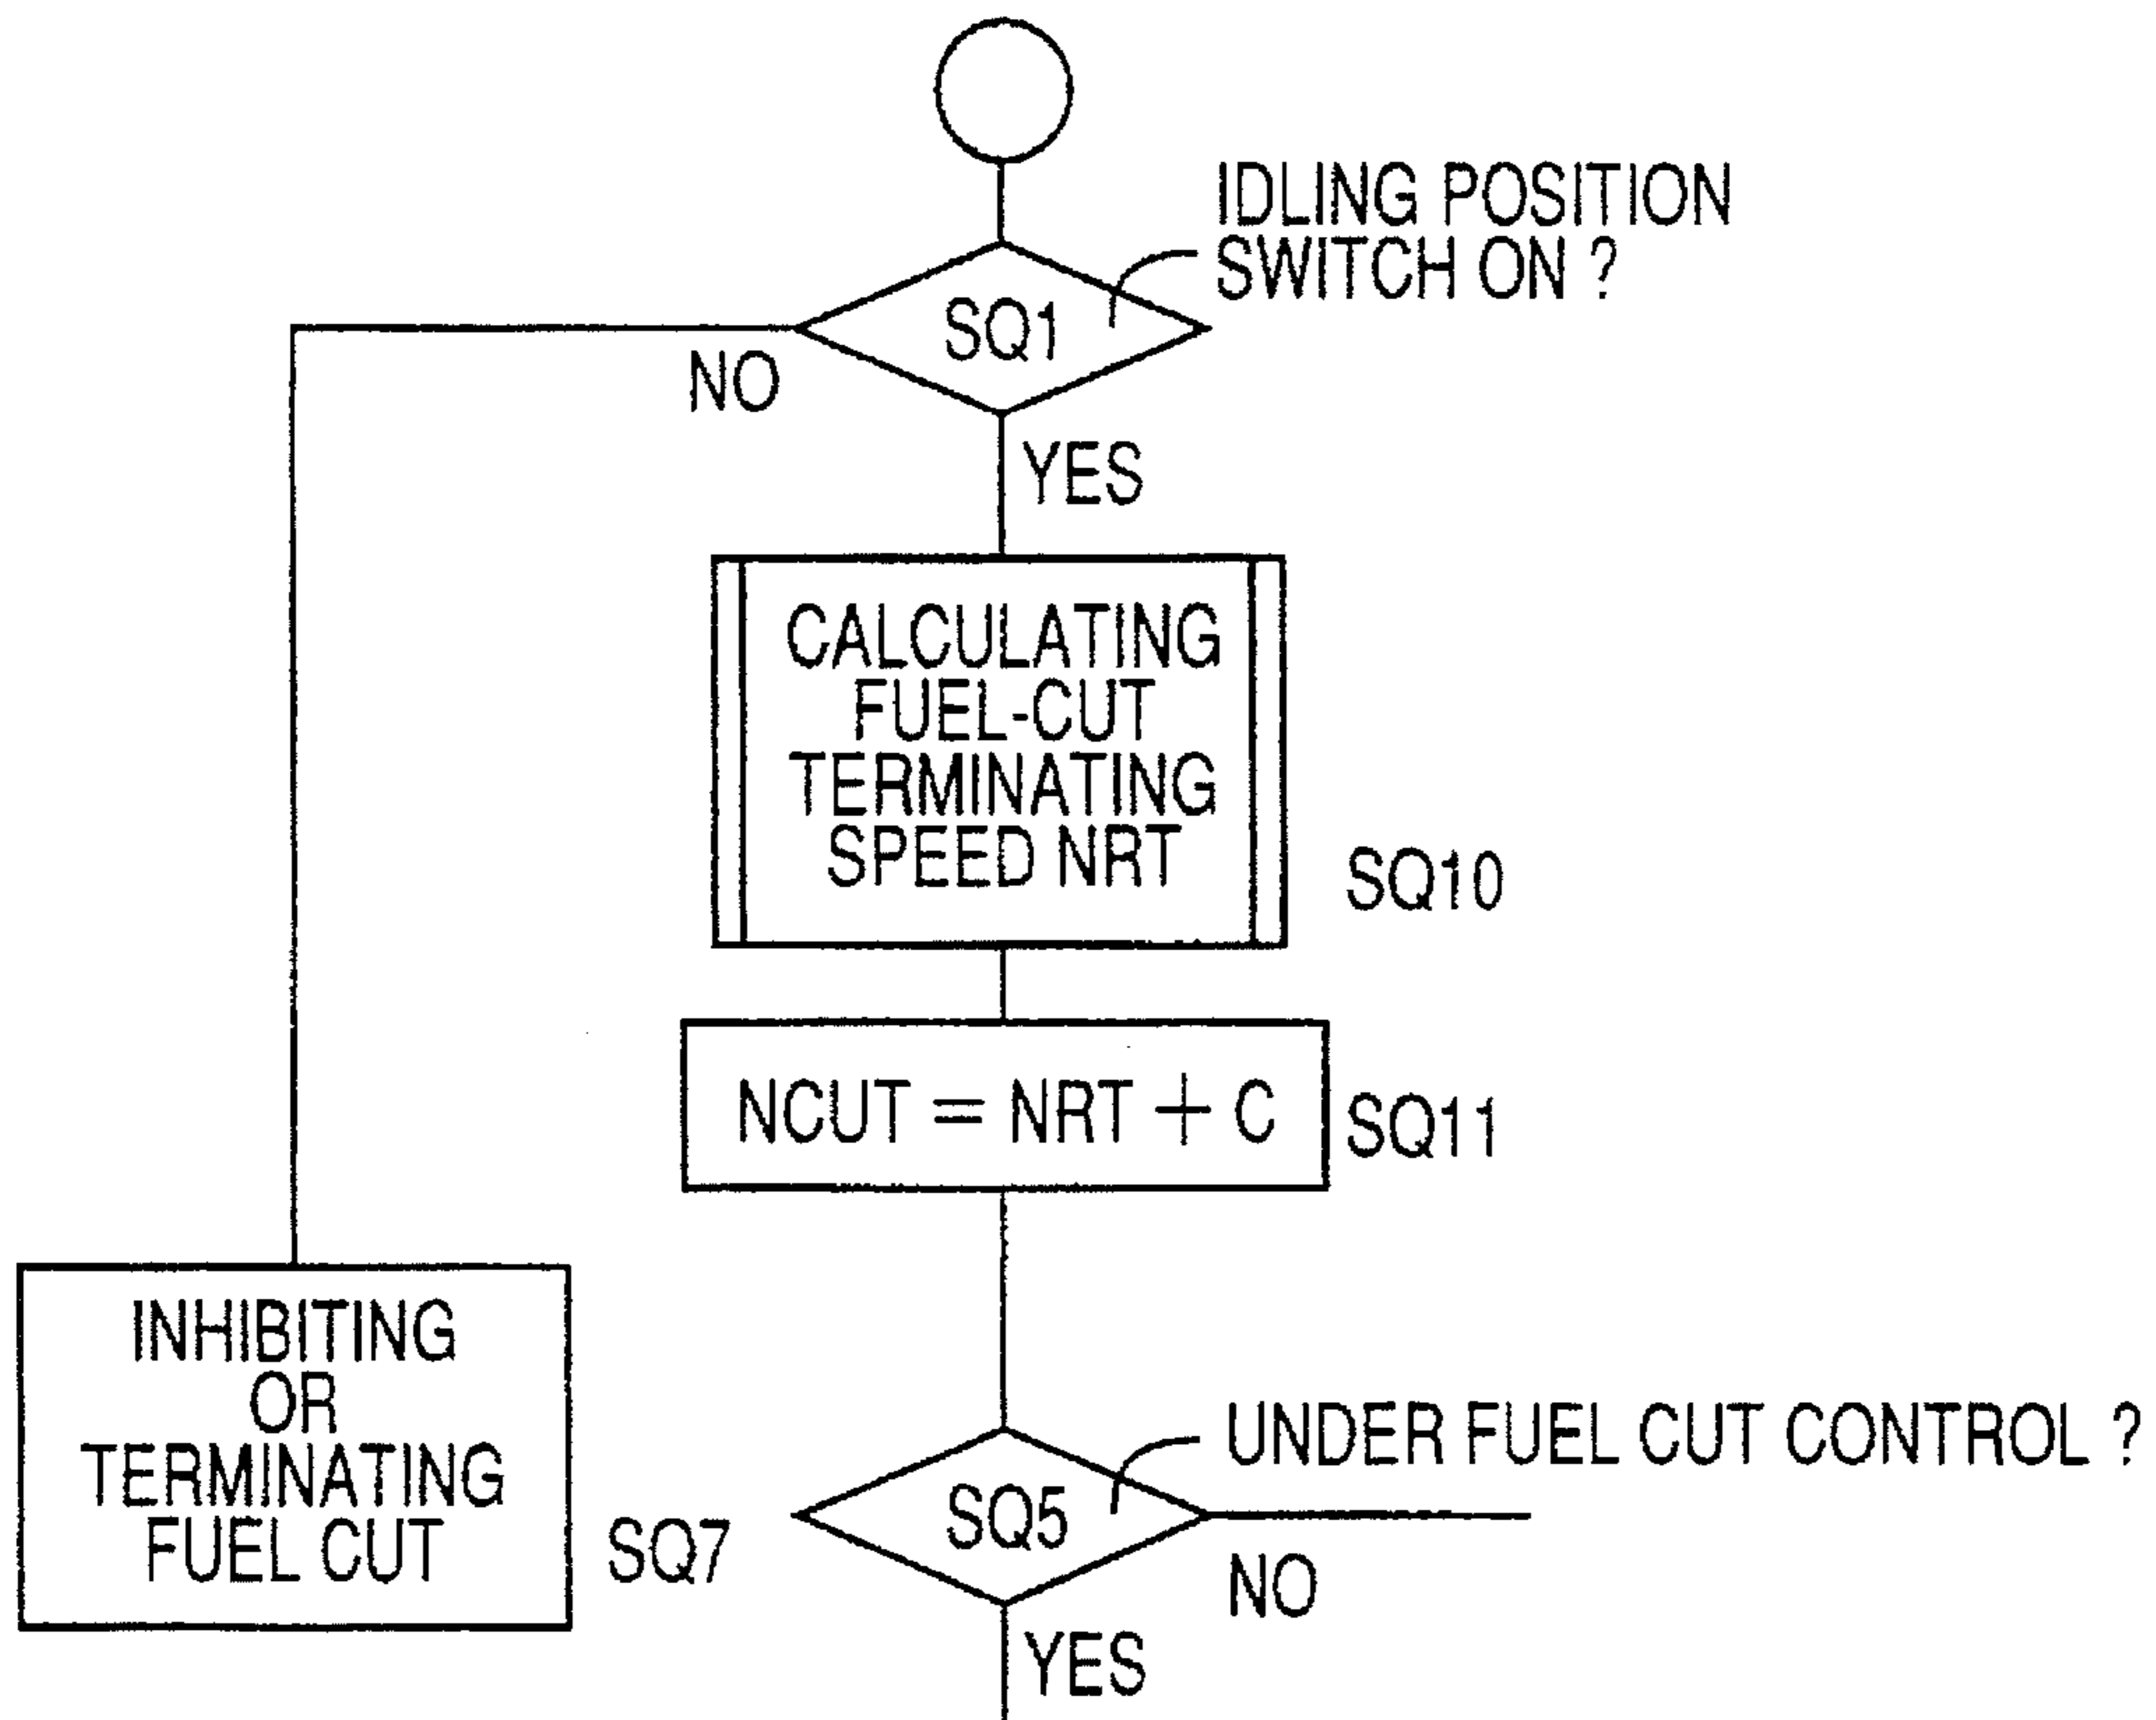 IDLING POSITION
SWITCH ON ?
SQ1
NO
YES
CALCULATING
FUEL-CUT
TERMINATING
SPEED NRT
SQ10
NCUT = NRT + C
SQ11
INHIBITING
OR
TERMINATING
FUEL CUT
SQ7
UNDER FUEL CUT CONTROL ?
SQ5
NO
YES